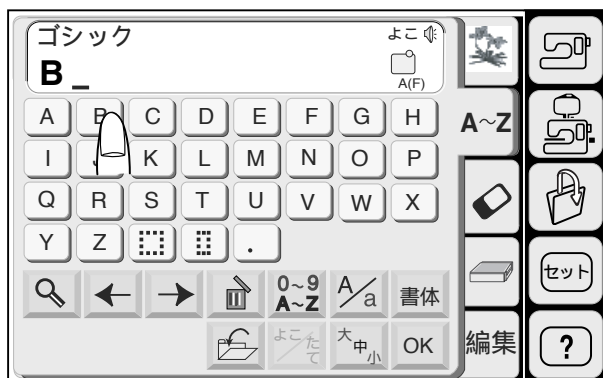 ゴシック よこ
B _
A(F)
A B C D E F G H A~Z
I J K L M N O P
Q R S T U V W X
Y Z .
0~9 A~Z A/a 書体
よこ/たて 大中小 OK
編集
セット
?